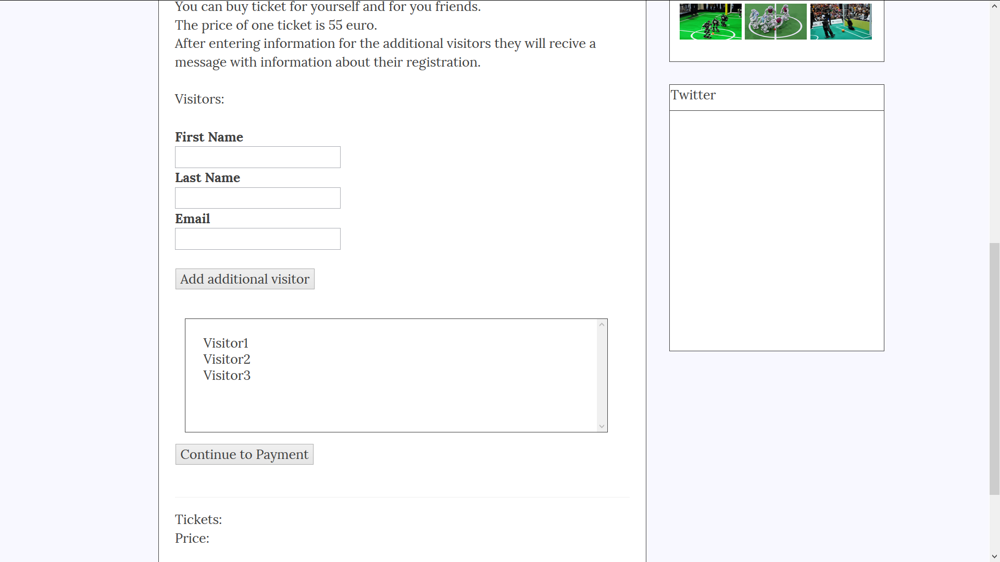 You can buy ticket for yourself and for you friends.
The price of one ticket is 55 euro.
After entering information for the additional visitors they will recive a
message with information about their registration.
Visitors:
First Name
Last Name
Email
Add additional visitor
Visitor1
Visitor2
Visitor3
Continue to Payment
Tickets:
Price:
Twitter